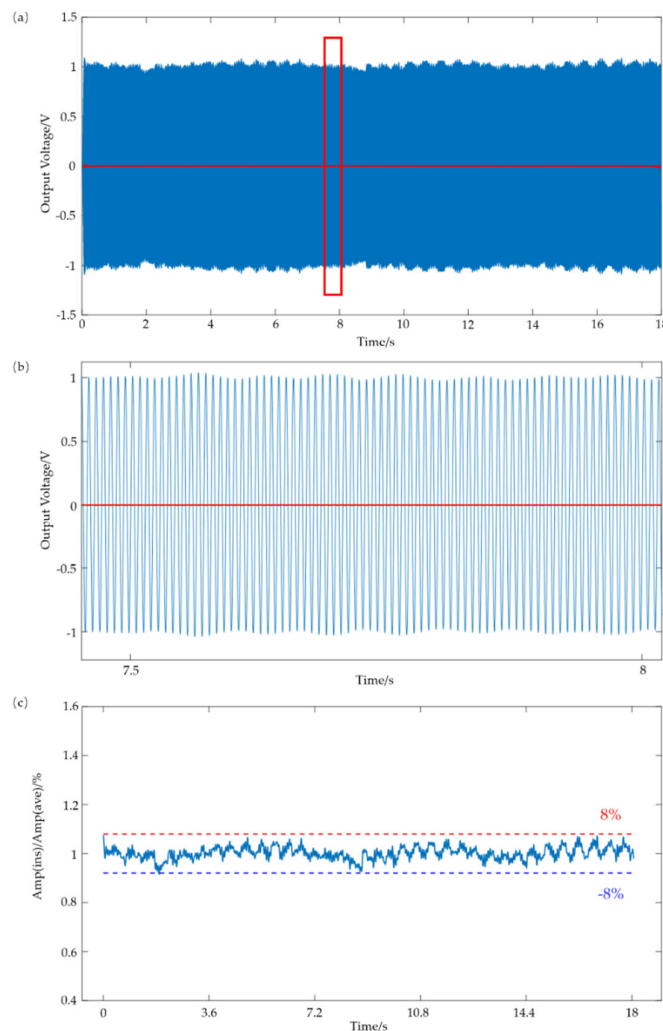 (a)
1.5
1
0.5
0
-0.5
-1
-1.5
Output Voltage/V
0 2 4 6 8 10 12 14 16 18
Time/s
(b)
1
0.5
0
-0.5
-1
Output Voltage/V
7.5 8
Time/s
(c)
1.6
1.4
1.2
1
0.8
0.6
0.4
Amp(ins)/Amp(ave)/%
8%
-8%
0 3.6 7.2 10.8 14.4 18
Time/s